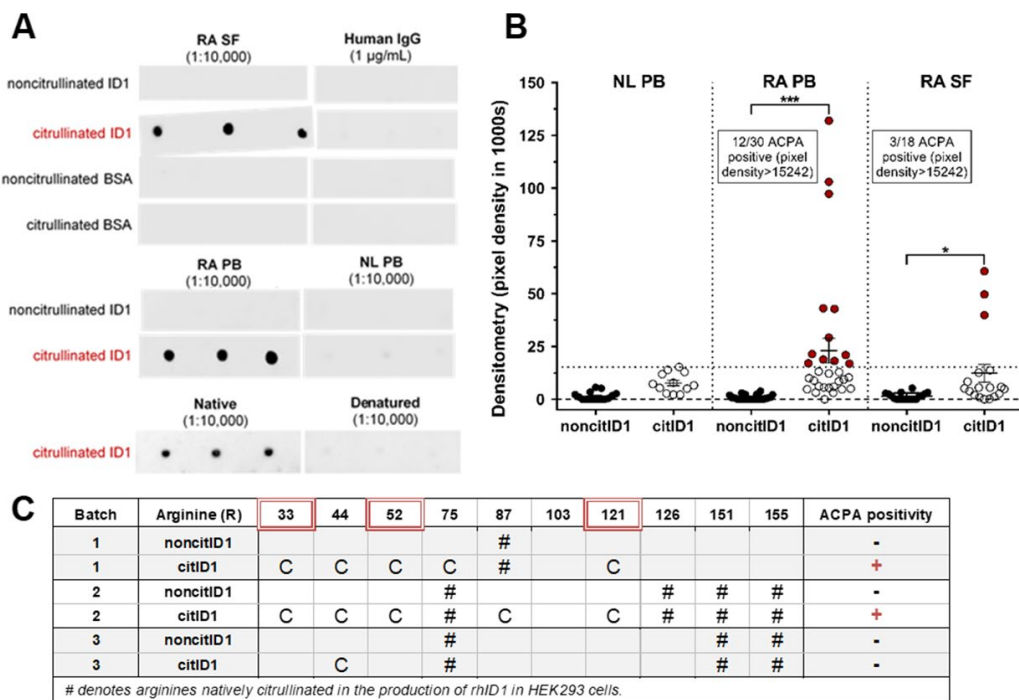 A
RA SF
(1:10,000)
Human IgG
(1 µg/mL)
noncitrullinated ID1
citrullinated ID1
noncitrullinated BSA
citrullinated BSA
RA PB
(1:10,000)
NL PB
(1:10,000)
noncitrullinated ID1
citrullinated ID1
Native
(1:10,000)
Denatured
(1:10,000)
citrullinated ID1
B
Densitometry (pixel density in 1000s)
150
125
100
75
50
25
0
NL PB
RA PB
RA SF
***
12/30 ACPA
positive (pixel
density>15242)
3/18 ACPA
positive (pixel
density>15242)
*
noncitID1 citID1 noncitID1 citID1 noncitID1 citID1
C
Batch Arginine (R) 33 44 52 75 87 103 121 126 151 155 ACPA positivity
1 noncitID1 # -
1 citID1 C C C C # C +
2 noncitID1 # # # # -
2 citID1 C C C # C C # # # +
3 noncitID1 # # # -
3 citID1 C # # # -
# denotes arginines natively citrullinated in the production of rhID1 in HEK293 cells.